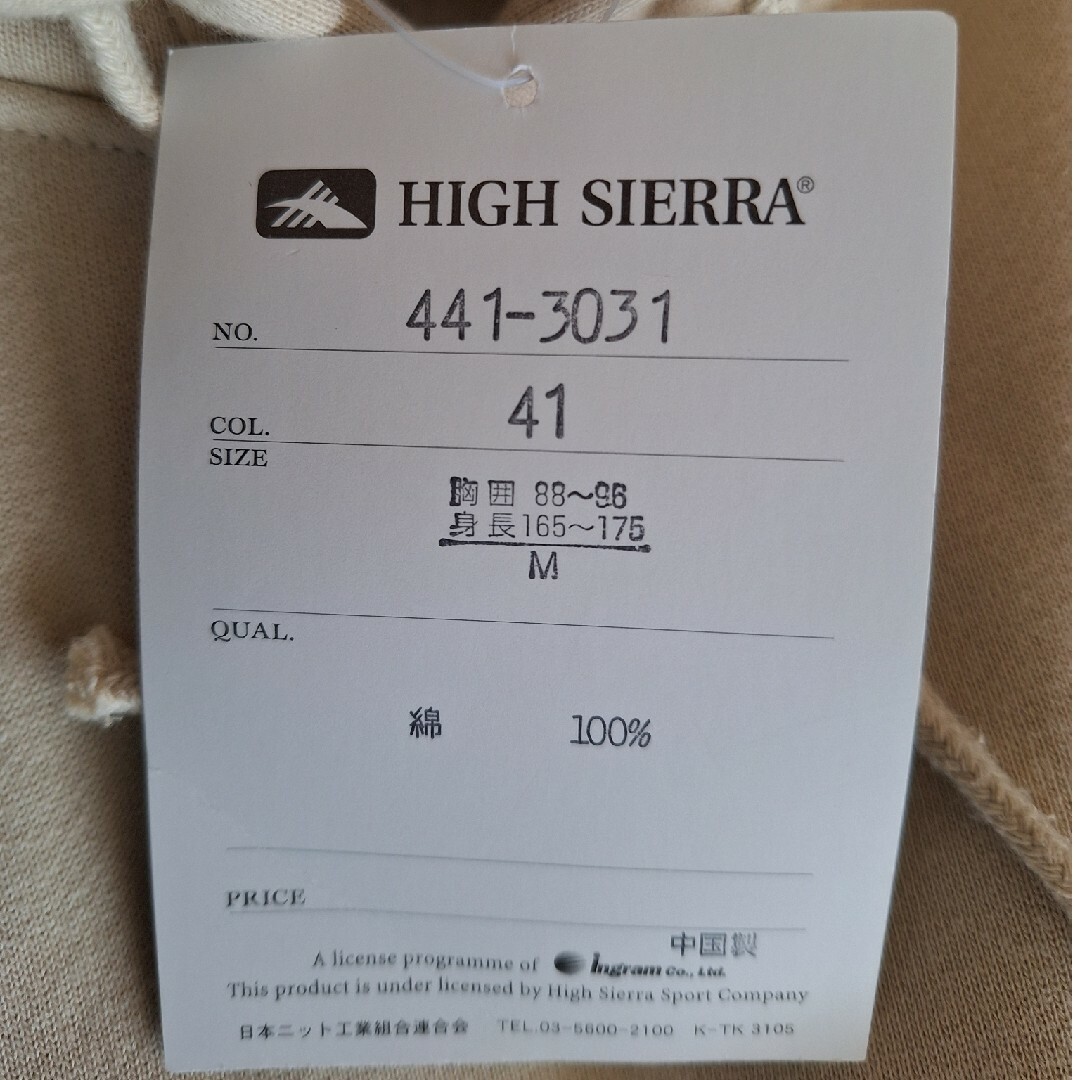 HIGH SIERRA®
NO. 441-3031
COL. 41
SIZE
胸囲 88～96
身長165～175
M
QUAL.
綿 100%
PRICE
中国製
A license programme of Ingram Co., Ltd.
This product is under licensed by High Sierra Sport Company
日本ニット工業組合連合会 TEL.03-5600-2100 K-TK 3105